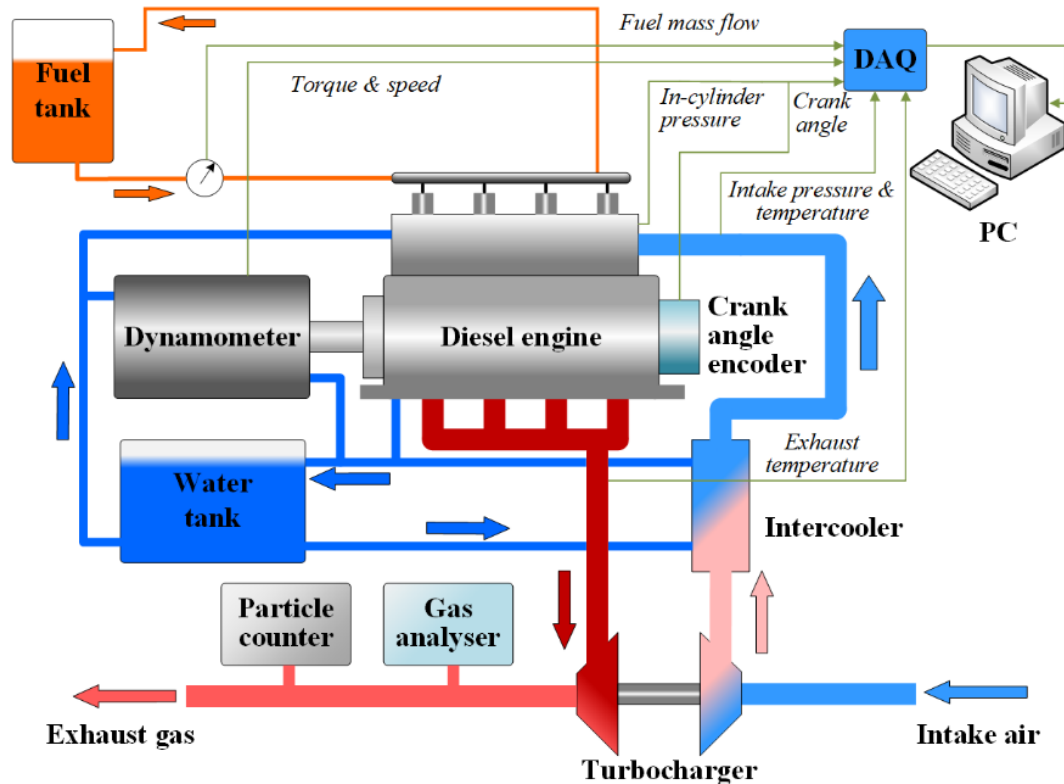 Fuel mass flow
Fuel
tank
Torque & speed
DAQ
In-cylinder
pressure
Crank
angle
Intake pressure &
temperature
PC
Dynamometer
Diesel engine
Crank
angle
encoder
Exhaust
temperature
Water
tank
Intercooler
Particle
counter
Gas
analyser
Exhaust gas
Intake air
Turbocharger